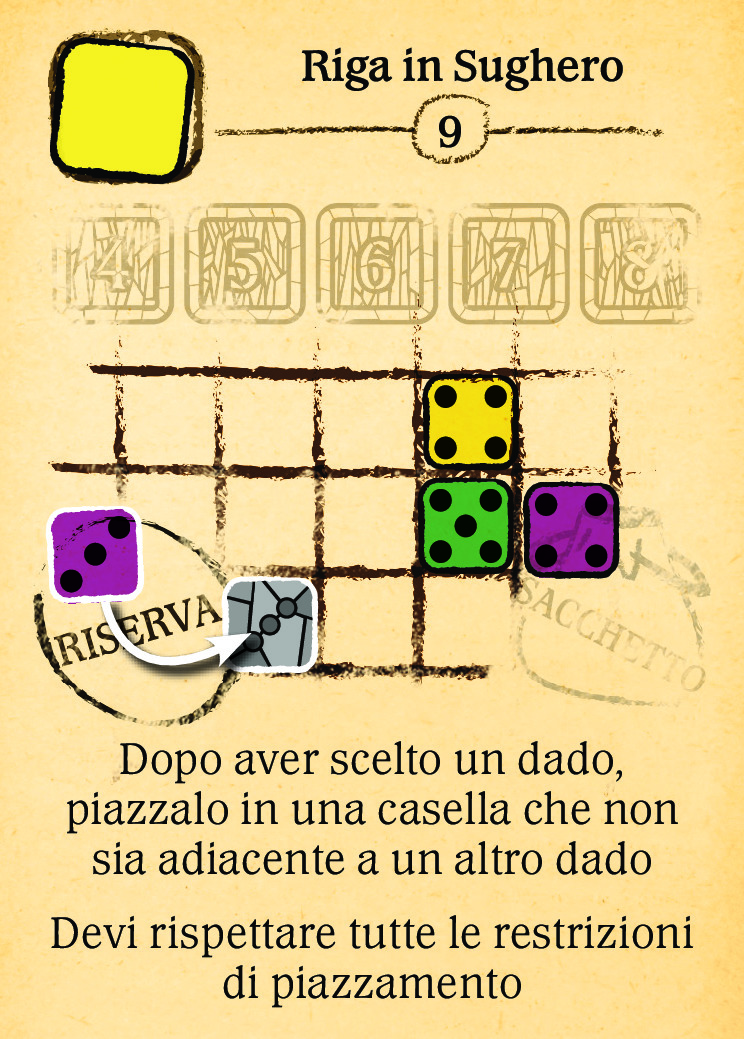 Riga in Sughero
9
4 5 6 7 8
RISERVA
SACCHETTO
Dopo aver scelto un dado,
piazzalo in una casella che non
sia adiacente a un altro dado
Devi rispettare tutte le restrizioni
di piazzamento